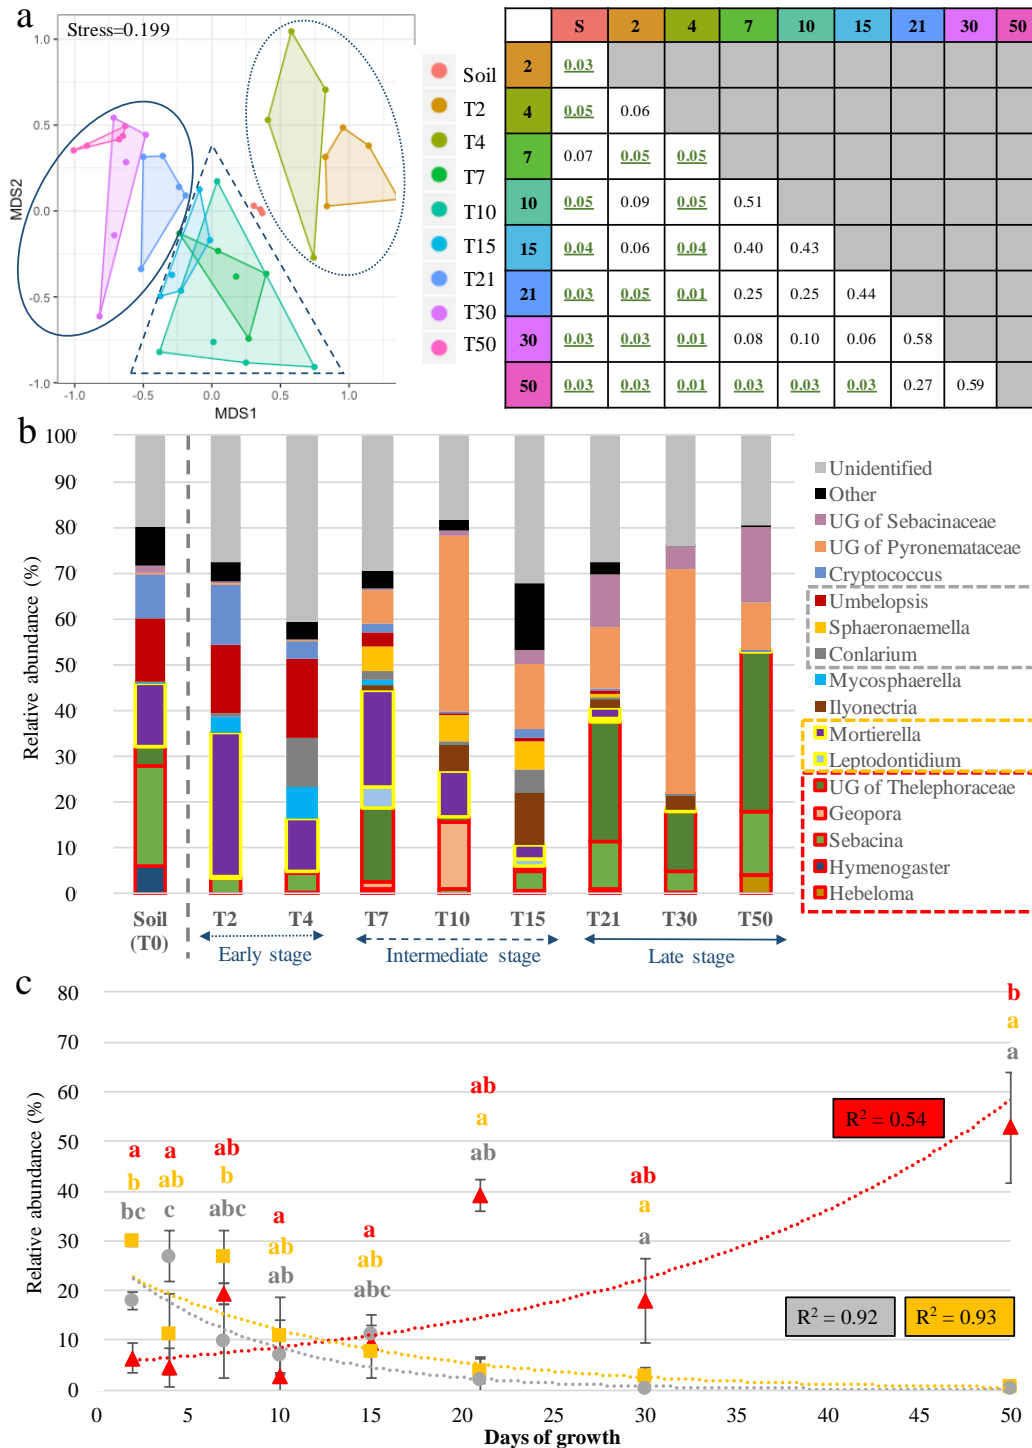 a
Stress=0.199
1.0
0.5
0.0
-0.5
-1.0
MDS2
-1.0 -0.5 0.0 0.5 1.0
MDS1
Soil
T2
T4
T7
T10
T15
T21
T30
T50
S 2 4 7 10 15 21 30 50
2 0.03
4 0.05 0.06
7 0.07 0.05 0.05
10 0.05 0.09 0.05 0.51
15 0.04 0.06 0.04 0.40 0.43
21 0.03 0.05 0.01 0.25 0.25 0.44
30 0.03 0.03 0.01 0.08 0.10 0.06 0.58
50 0.03 0.03 0.01 0.03 0.03 0.03 0.27 0.59
b
100
90
80
70
60
50
40
30
20
10
0
Relative abundance (%)
Soil (T0) T2 T4 T7 T10 T15 T21 T30 T50
Early stage Intermediate stage Late stage
Unidentified
Other
UG of Sebacinaceae
UG of Pyronemataceae
Cryptococcus
Umbelopsis
Sphaeronaemella
Conlarium
Mycosphaerella
Ilyonectria
Mortierella
Leptodontidium
UG of Thelephoraceae
Geopora
Sebacina
Hymenogaster
Hebeloma
c
80
70
60
50
40
30
20
10
0
Relative abundance (%)
a a ab a a ab ab b
b ab b ab ab a a a
bc c abc ab abc ab a a
R² = 0.54
R² = 0.92
R² = 0.93
0 5 10 15 20 25 30 35 40 45 50
Days of growth